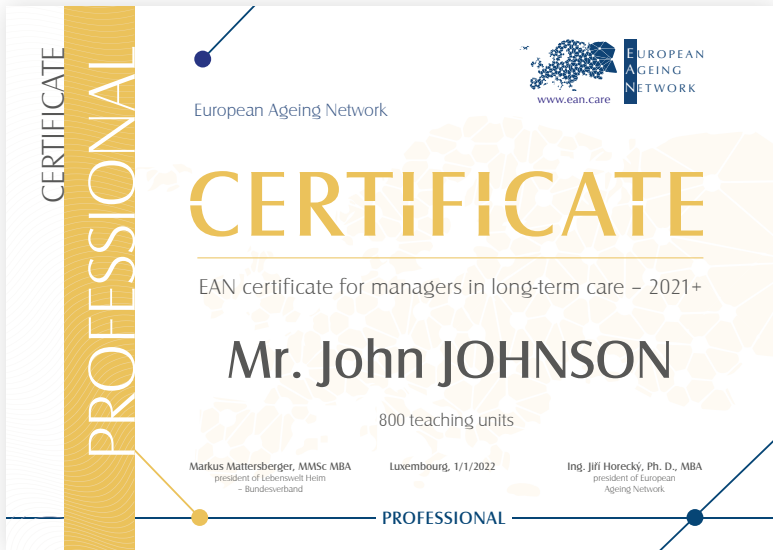 CERTIFICATE
PROFESSIONAL
European Ageing Network
www.ean.care
EUROPEAN
AGEING
NETWORK
CERTIFICATE
EAN certificate for managers in long-term care – 2021+
Mr. John JOHNSON
800 teaching units
Markus Mattersberger, MMSc MBA
president of Lebenswelt Heim
– Bundesverband
Luxembourg, 1/1/2022
Ing. Jiří Horecký, Ph. D., MBA
president of European
Ageing Network
PROFESSIONAL